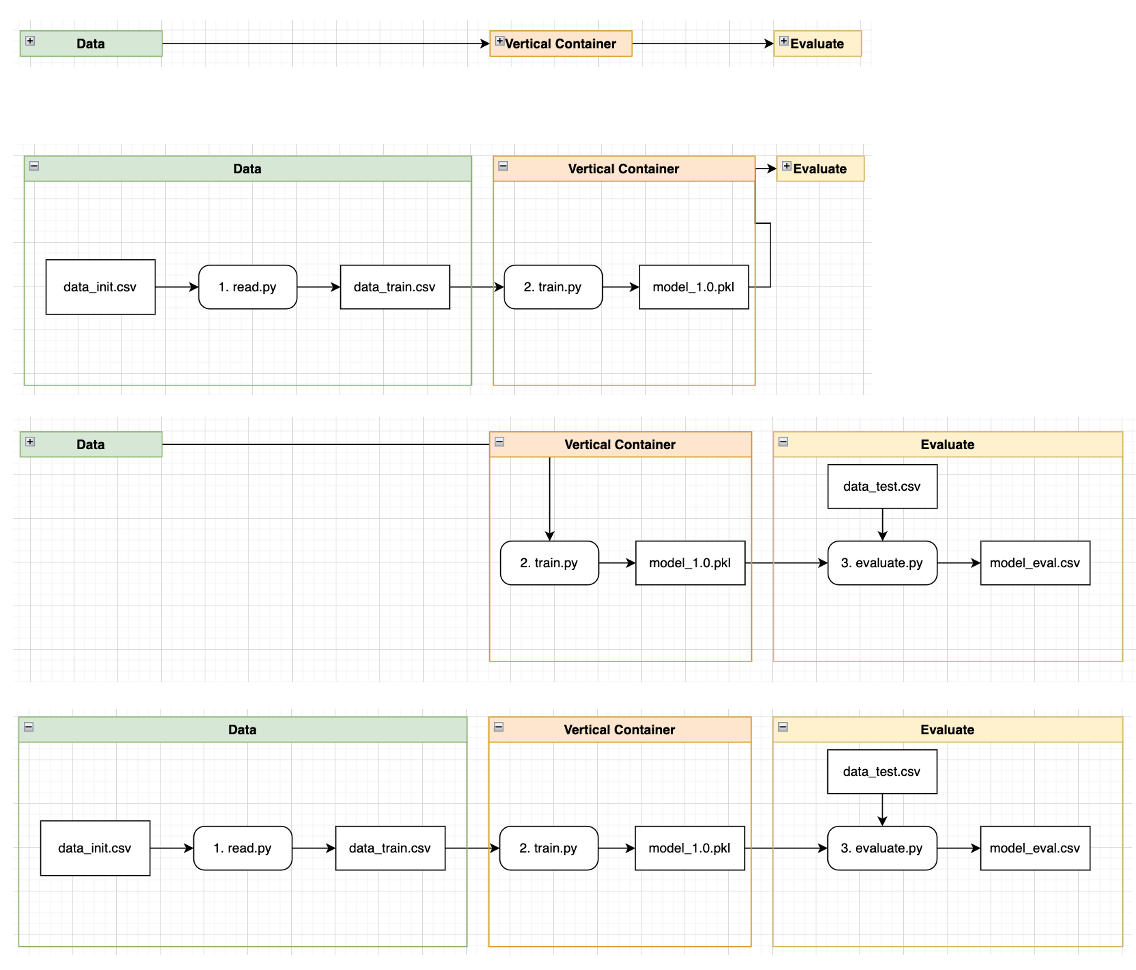 Data
Vertical Container
Evaluate
Data
Vertical Container
Evaluate
data_init.csv
1. read.py
data_train.csv
2. train.py
model_1.0.pkl
Data
Vertical Container
Evaluate
data_test.csv
2. train.py
model_1.0.pkl
3. evaluate.py
model_eval.csv
Data
Vertical Container
Evaluate
data_test.csv
data_init.csv
1. read.py
data_train.csv
2. train.py
model_1.0.pkl
3. evaluate.py
model_eval.csv